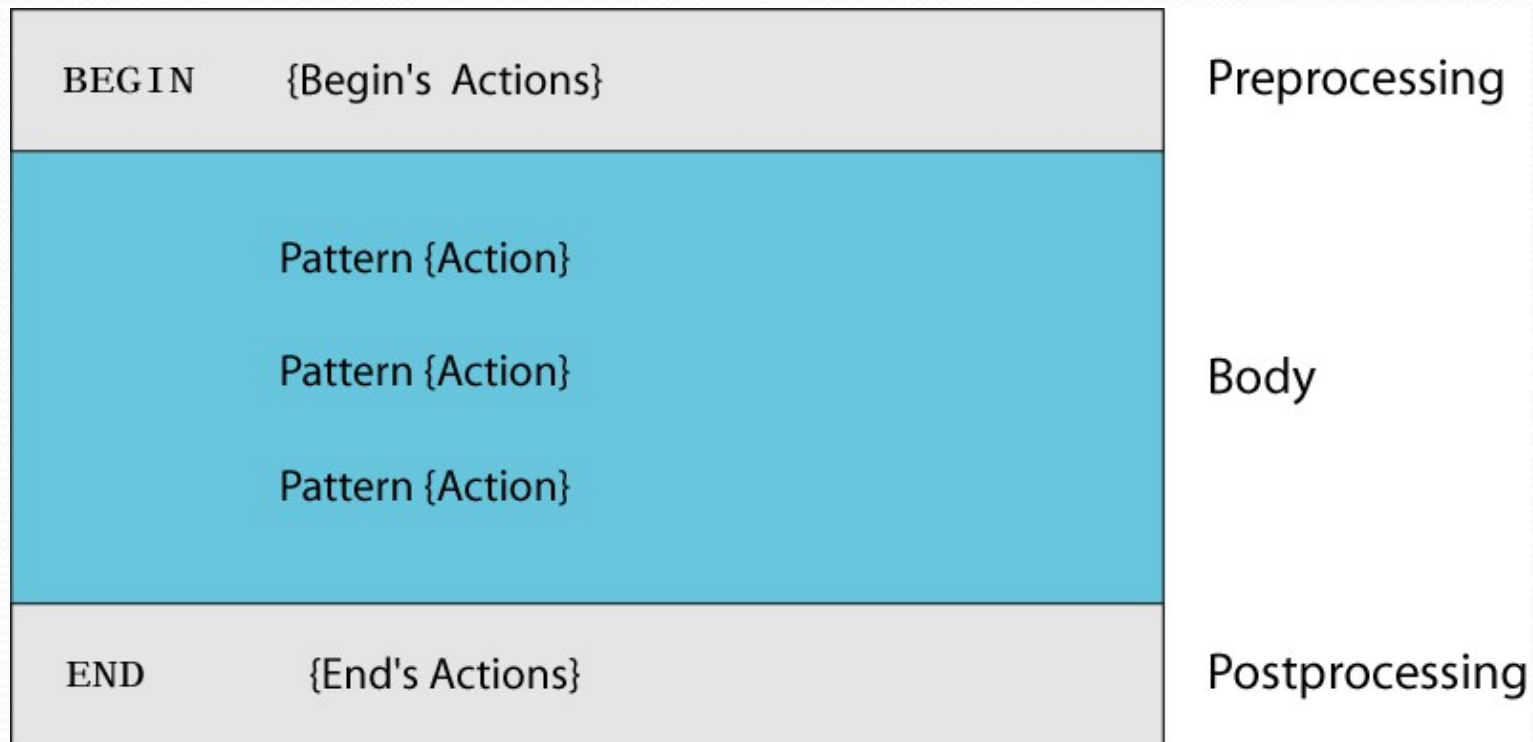 BEGIN {Begin's Actions} Preprocessing
Pattern {Action}
Pattern {Action} Body
Pattern {Action}
END {End's Actions} Postprocessing